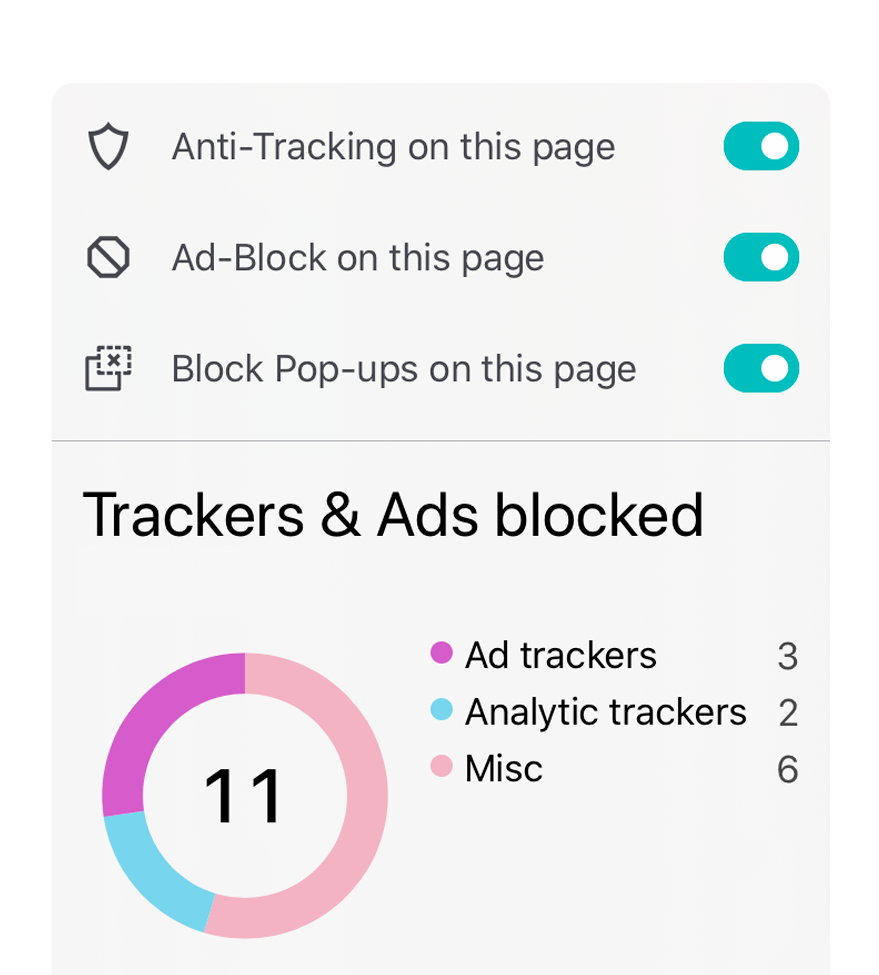 Anti-Tracking on this page
Ad-Block on this page
Block Pop-ups on this page
Trackers & Ads blocked
Ad trackers 3
Analytic trackers 2
Misc 6
11